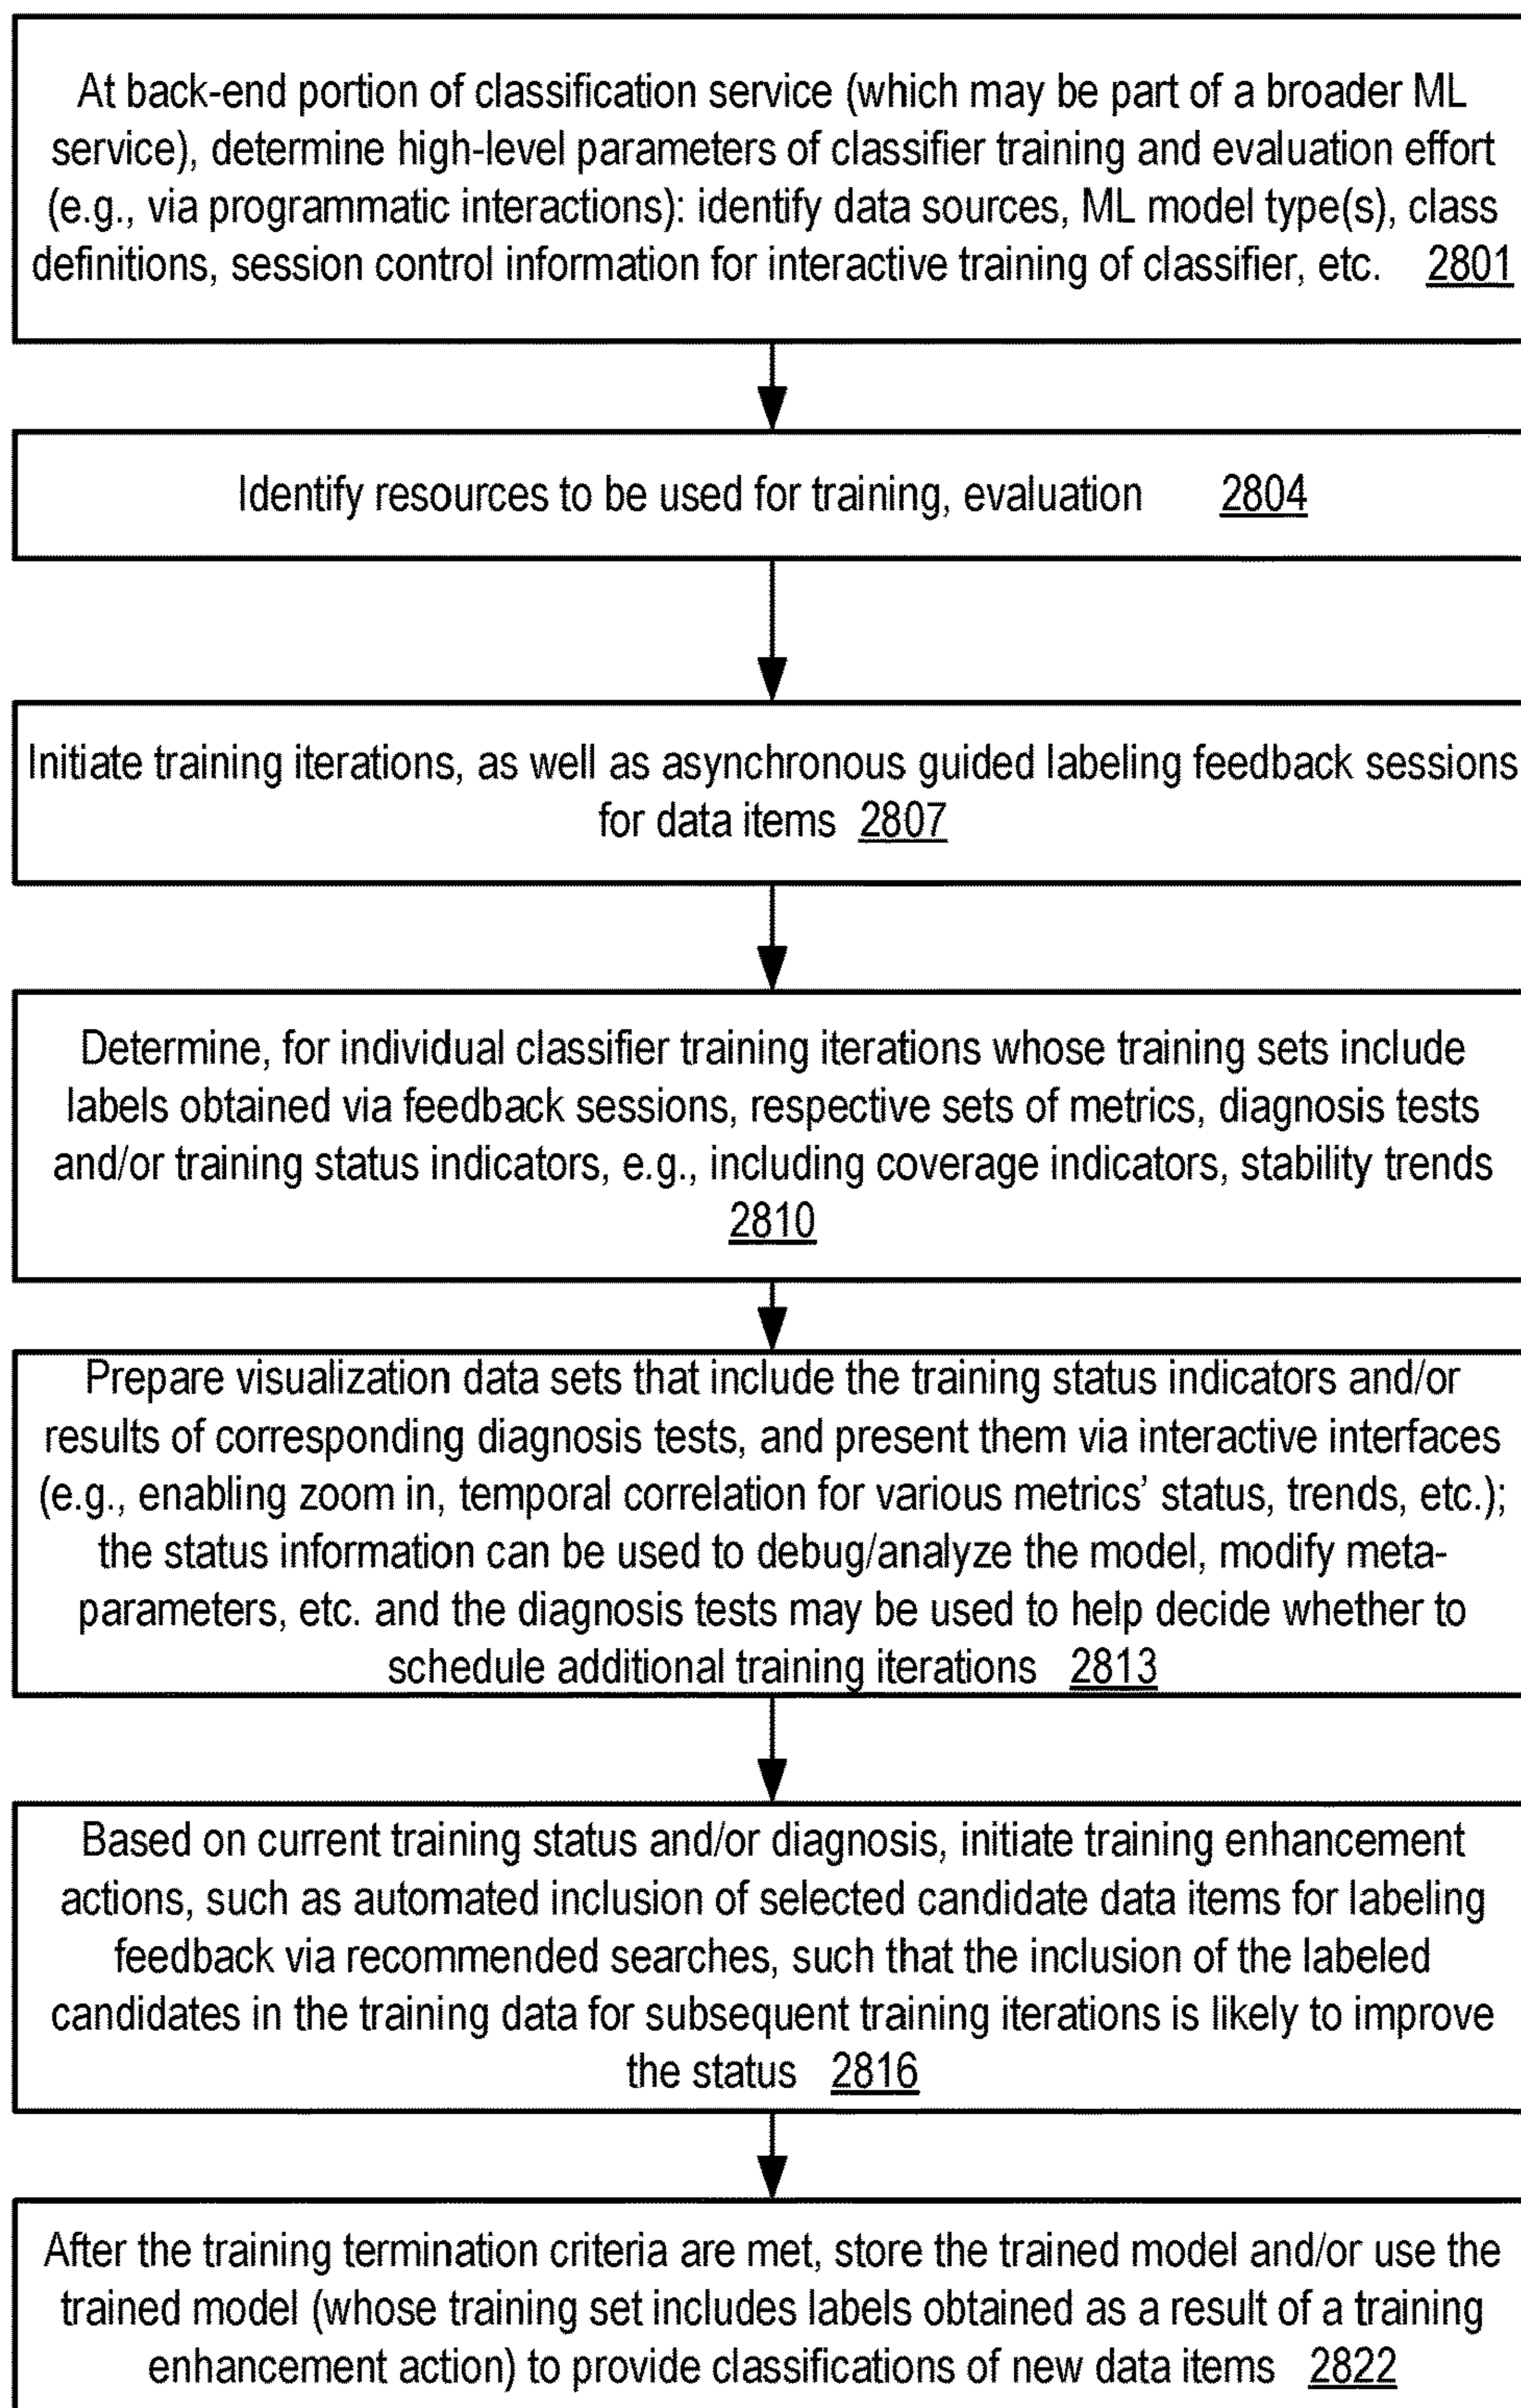 At back-end portion of classification service (which may be part of a broader ML
service), determine high-level parameters of classifier training and evaluation effort
(e.g., via programmatic interactions): identify data sources, ML model type(s), class
definitions, session control information for interactive training of classifier, etc. 2801
Identify resources to be used for training, evaluation 2804
Initiate training iterations, as well as asynchronous guided labeling feedback sessions
for data items 2807
Determine, for individual classifier training iterations whose training sets include
labels obtained via feedback sessions, respective sets of metrics, diagnosis tests
and/or training status indicators, e.g., including coverage indicators, stability trends
2810
Prepare visualization data sets that include the training status indicators and/or
results of corresponding diagnosis tests, and present them via interactive interfaces
(e.g., enabling zoom in, temporal correlation for various metrics’ status, trends, etc.);
the status information can be used to debug/analyze the model, modify meta-
parameters, etc. and the diagnosis tests may be used to help decide whether to
schedule additional training iterations 2813
Based on current training status and/or diagnosis, initiate training enhancement
actions, such as automated inclusion of selected candidate data items for labeling
feedback via recommended searches, such that the inclusion of the labeled
candidates in the training data for subsequent training iterations is likely to improve
the status 2816
After the training termination criteria are met, store the trained model and/or use the
trained model (whose training set includes labels obtained as a result of a training
enhancement action) to provide classifications of new data items 2822